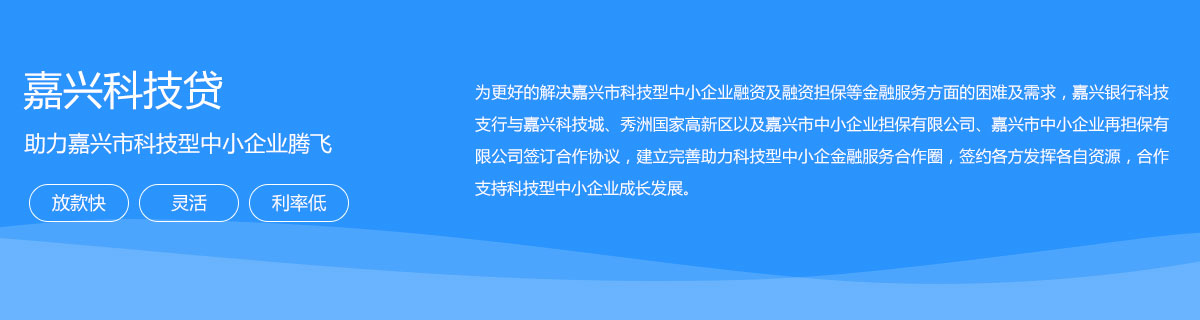 嘉兴科技贷
助力嘉兴市科技型中小企业腾飞
放款快 灵活 利率低
为更好的解决嘉兴市科技型中小企业融资及融资担保等金融服务方面的困难及需求，嘉兴银行科技
支行与嘉兴科技城、秀洲国家高新区以及嘉兴市中小企业担保有限公司、嘉兴市中小企业再担保有
限公司签订合作协议，建立完善助力科技型中小企金融服务合作圈，签约各方发挥各自资源，合作
支持科技型中小企业成长发展。